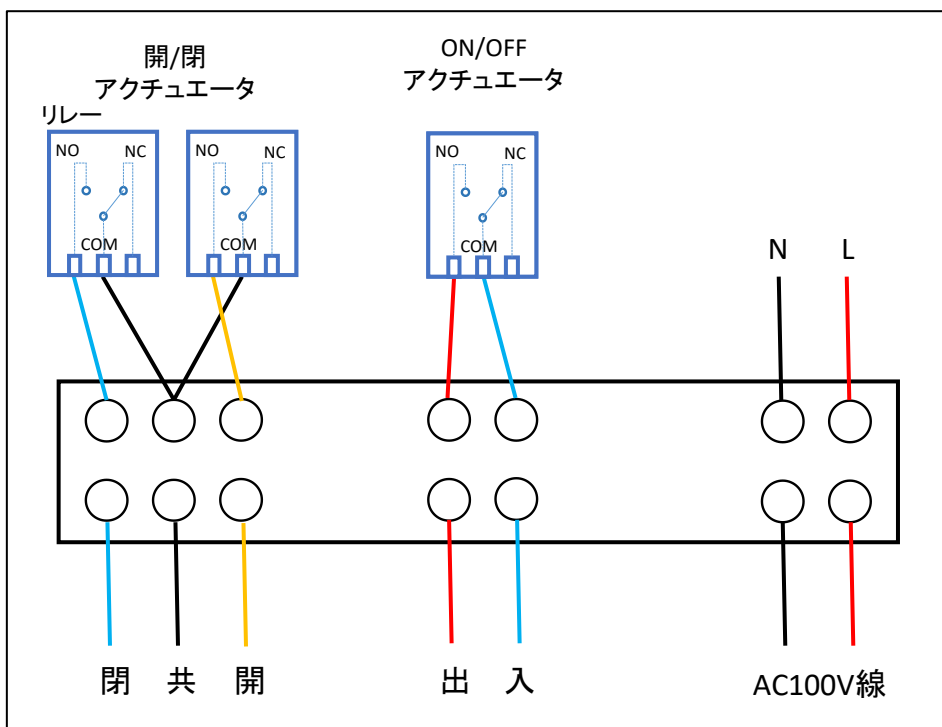 開/閉
アクチュエータ
ON/OFF
アクチュエータ
リレー
NO NC
COM
NO NC
COM
NO NC
COM
N L
閉 共 開
出 入
AC100V線